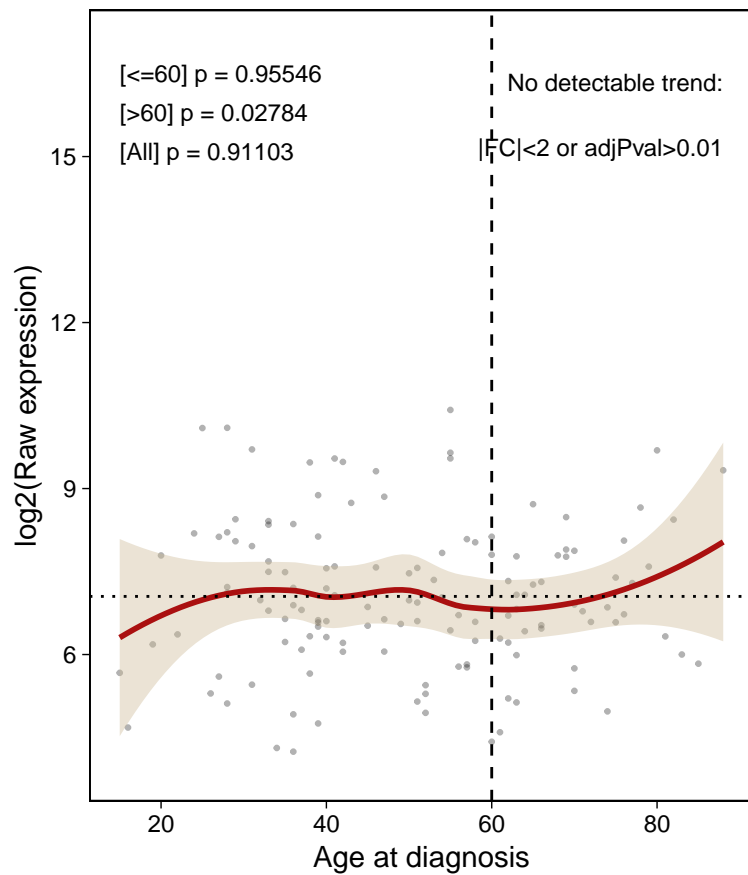 [<=60] p = 0.95546
[>60] p = 0.02784
[All] p = 0.91103
No detectable trend:
|FC|<2 or adjPval>0.01
log2(Raw expression)
15
12
9
6
20
40
60
80
Age at diagnosis